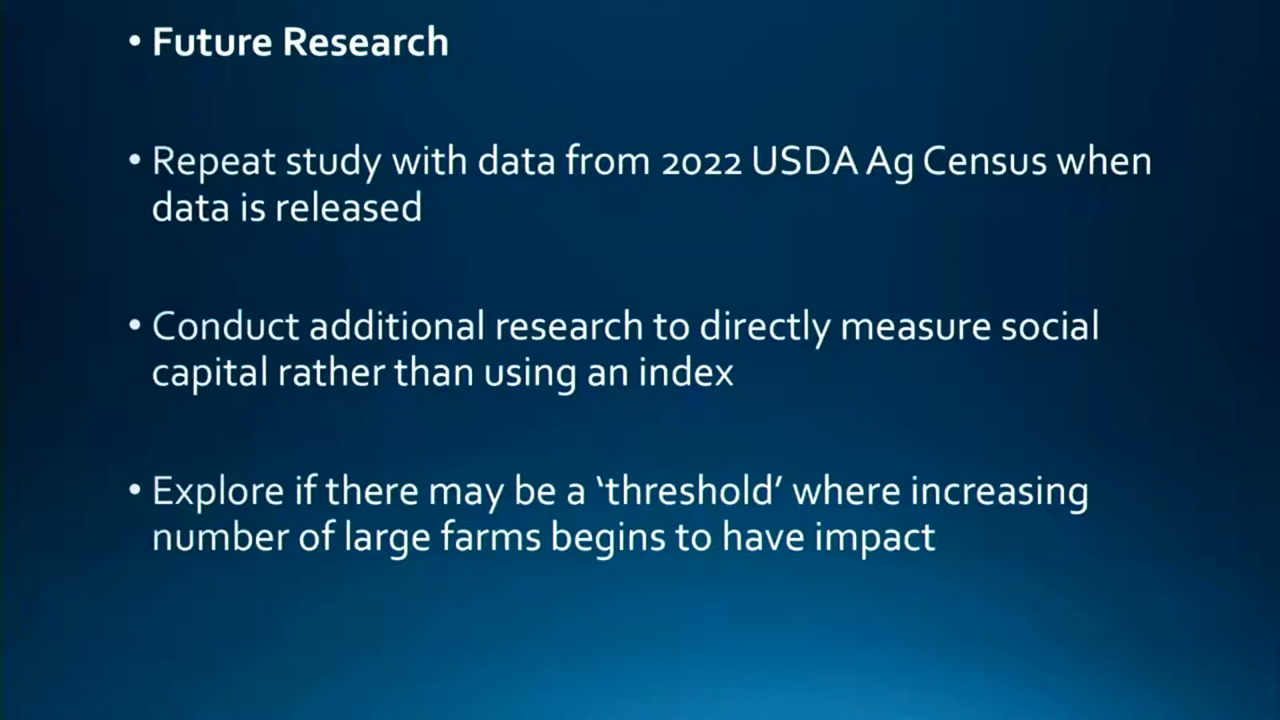 • Future Research
• Repeat study with data from 2022 USDA Ag Census when
data is released
• Conduct additional research to directly measure social
capital rather than using an index
• Explore if there may be a ‘threshold’ where increasing
number of large farms begins to have impact